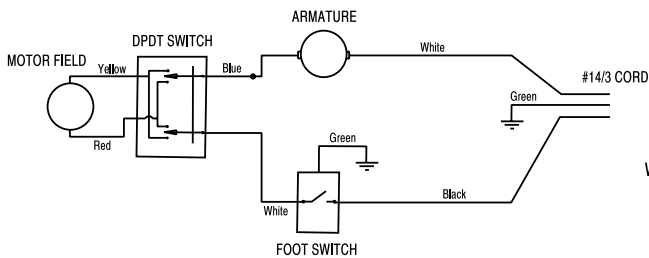 ARMATURE
DPDT SWITCH
MOTOR FIELD
Yellow
Blue
White
#14/3 CORD
Green
Red
Green
White
Black
FOOT SWITCH